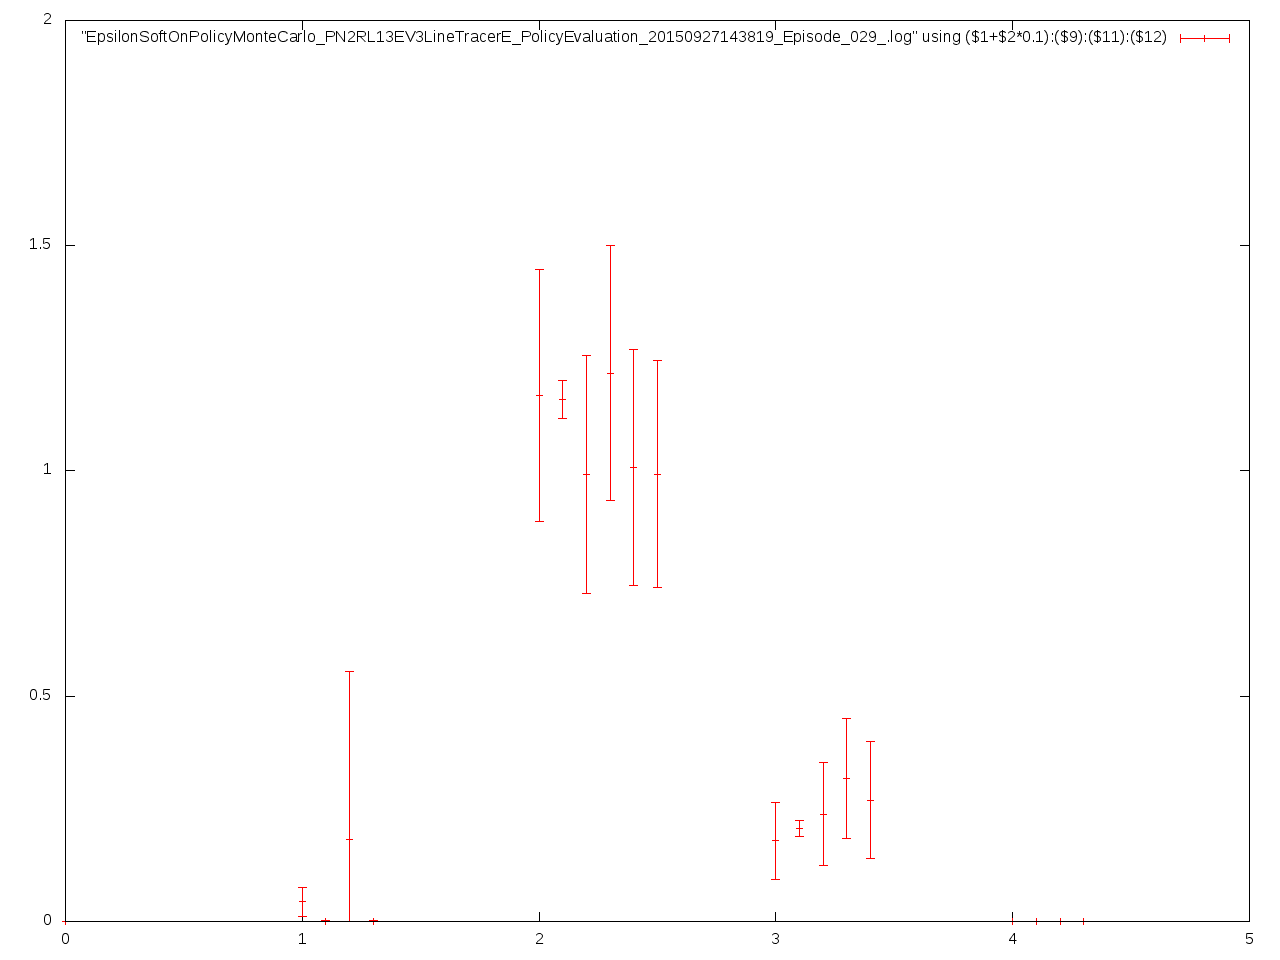 2
"EpsilonSoftOnPolicyMonteCarlo_PN2RL13EV3LineTracerE_PolicyEvaluation_20150927143819_Episode_029_.log" using ($1+$2*0.1):($9):($11):($12)
1.5
1
0.5
0
0 1 2 3 4 5